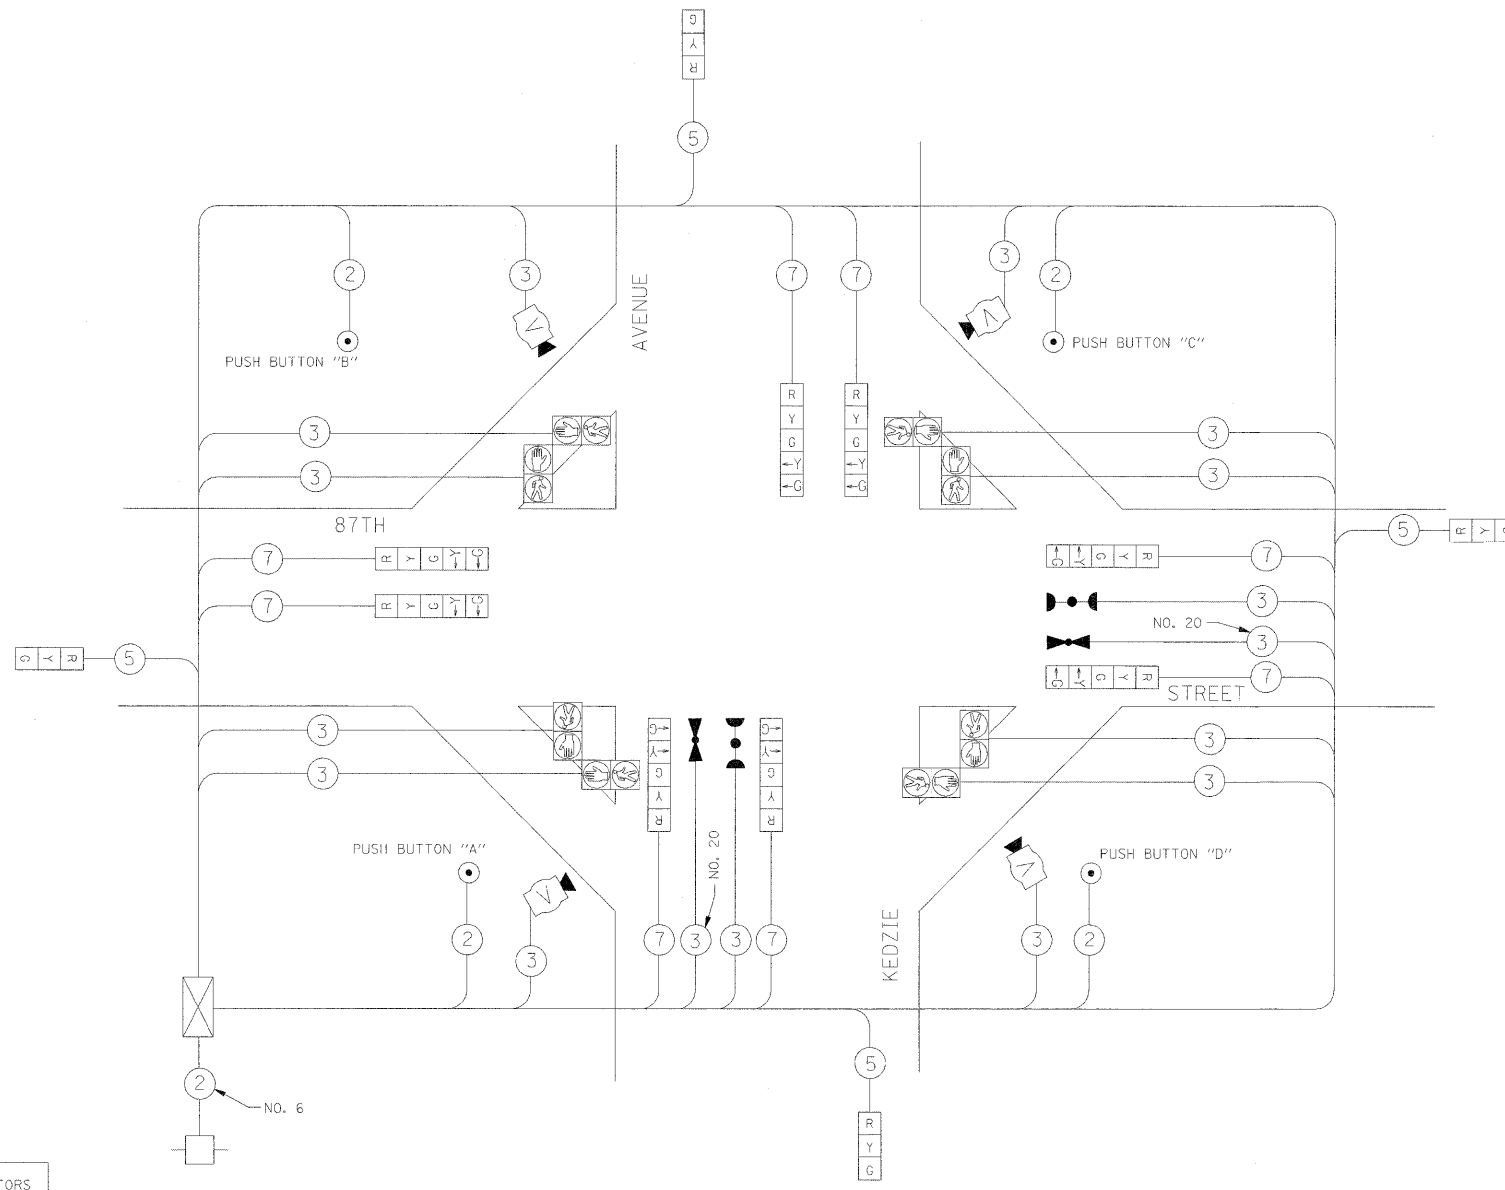 G
Y
R
5
2
3
3
2
7
7
AVENUE
PUSH BUTTON "B"
PUSH BUTTON "C"
R
Y
G
←Y
←G
R
Y
G
←Y
←G
3
3
3
3
87TH
R Y G ←Y ←G
7
7
R Y G ←Y ←G
G Y R
5
←G ←Y G Y R
7
3
NO. 20
3
←G ←Y G Y R
7
STREET
5
R Y G
3
3
3
3
←G
←Y
G
Y
R
←G
←Y
G
Y
R
NO. 20
PUSH BUTTON "A"
PUSH BUTTON "D"
2
3
7
3
3
7
KEDZIE
3
2
5
R
Y
G
2
NO. 6
TORS